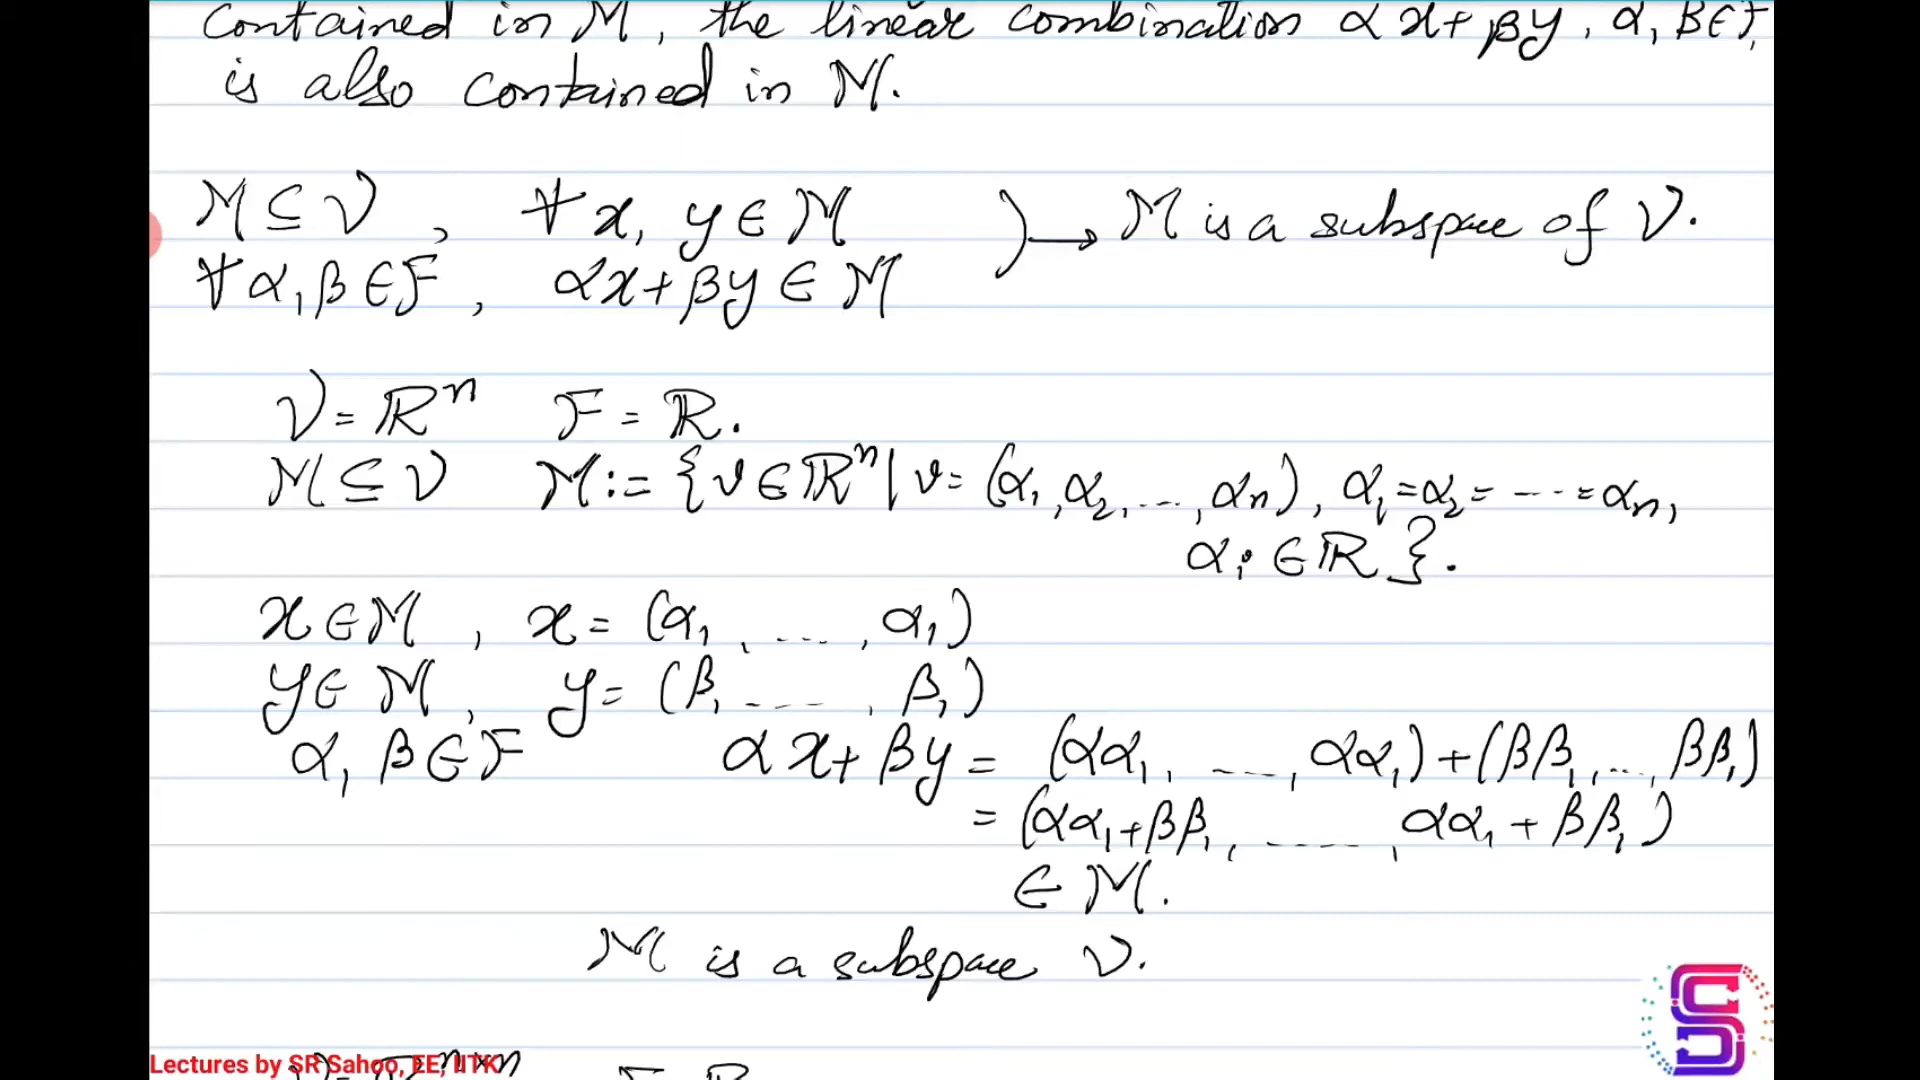 contained in M, the linear combination αx+βy, α, β∈F,
is also contained in M.
M⊆V, ∀x, y∈M )→ M is a subspace of V.
∀α,β∈F, αx+βy∈M
V=ℝⁿ F=ℝ.
M⊆V M:={v∈ℝⁿ| v=(α₁,α₂,...,αn), α₁=α₂=----=αn,
αᵢ∈ℝ}.
x∈M, x=(α₁, ...., α₁)
y∈M, y=(β₁ ----, β₁)
α, β∈F αx+βy=(αα₁, ----, αα₁)+(ββ₁,...,ββ₁)
=(αα₁+ββ₁, -----, αα₁+ββ₁)
∈M.
M is a subspace V.
Lectures by SR Sahoo, EE, IITK